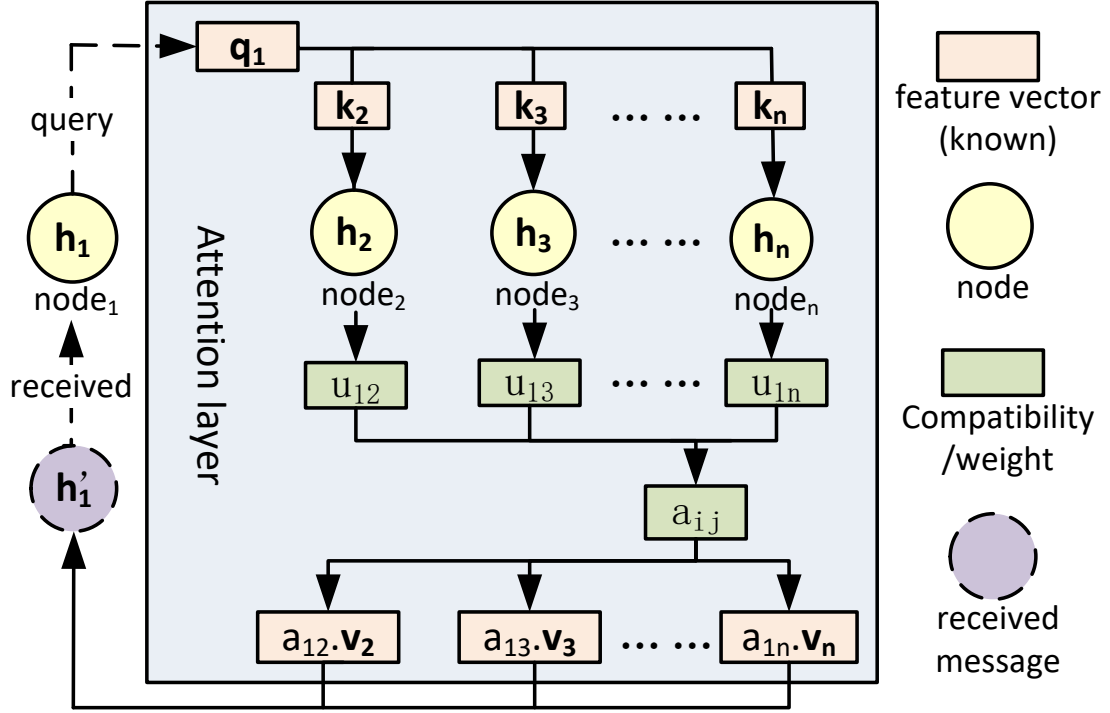 q₁
k₂ k₃ … … kₙ
query
h₁
node₁
h₂ h₃ … … hₙ
node₂ node₃ nodeₙ
received
u₁₂ u₁₃ … … u₁ₙ
h₁’
aᵢⱼ
a₁₂.v₂ a₁₃.v₃ … … a₁ₙ.vₙ
Attention layer
feature vector
(known)
node
Compatibility
/weight
received
message